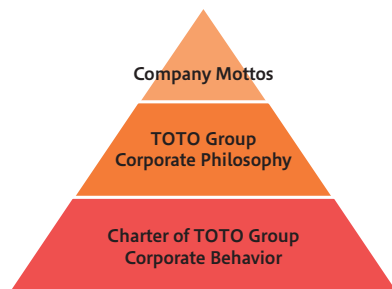 Company Mottos
TOTO Group
Corporate Philosophy
Charter of TOTO Group
Corporate Behavior